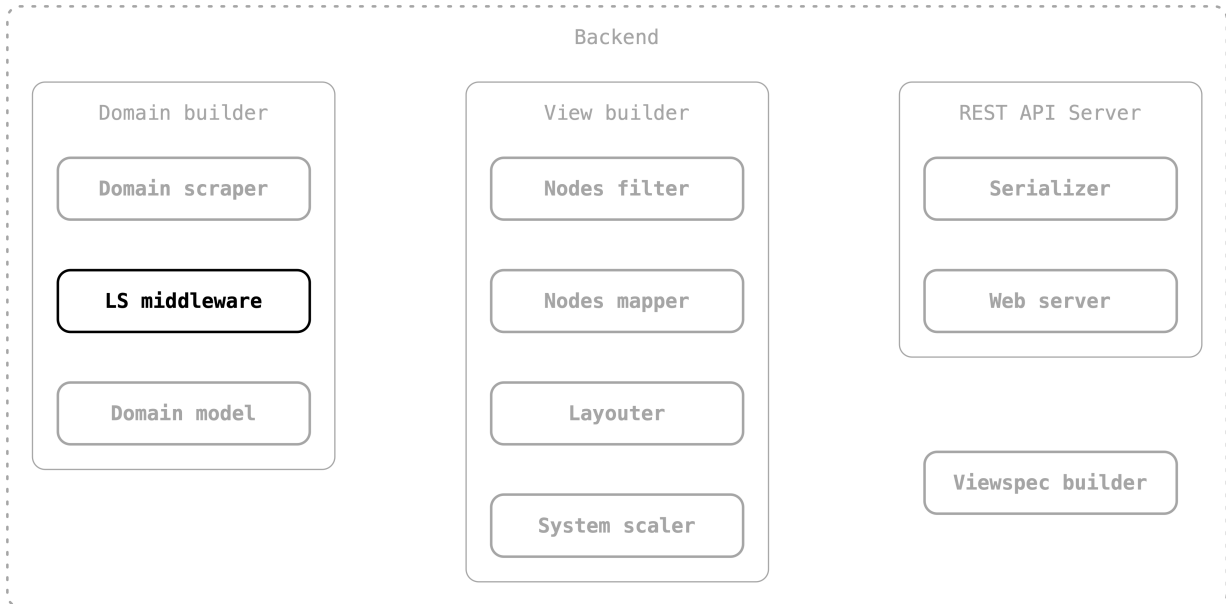 Backend
Domain builder
Domain scraper
LS middleware
Domain model
View builder
Nodes filter
Nodes mapper
Layouter
System scaler
REST API Server
Serializer
Web server
Viewspec builder